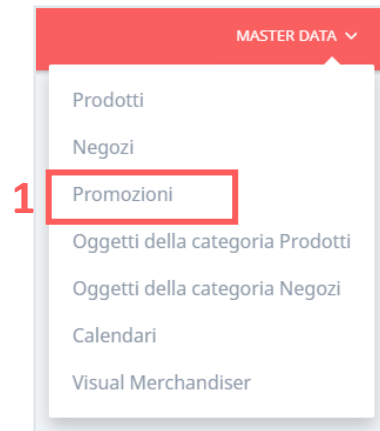 MASTER DATA
Prodotti
Negozi
1 Promozioni
Oggetti della categoria Prodotti
Oggetti della categoria Negozi
Calendari
Visual Merchandiser